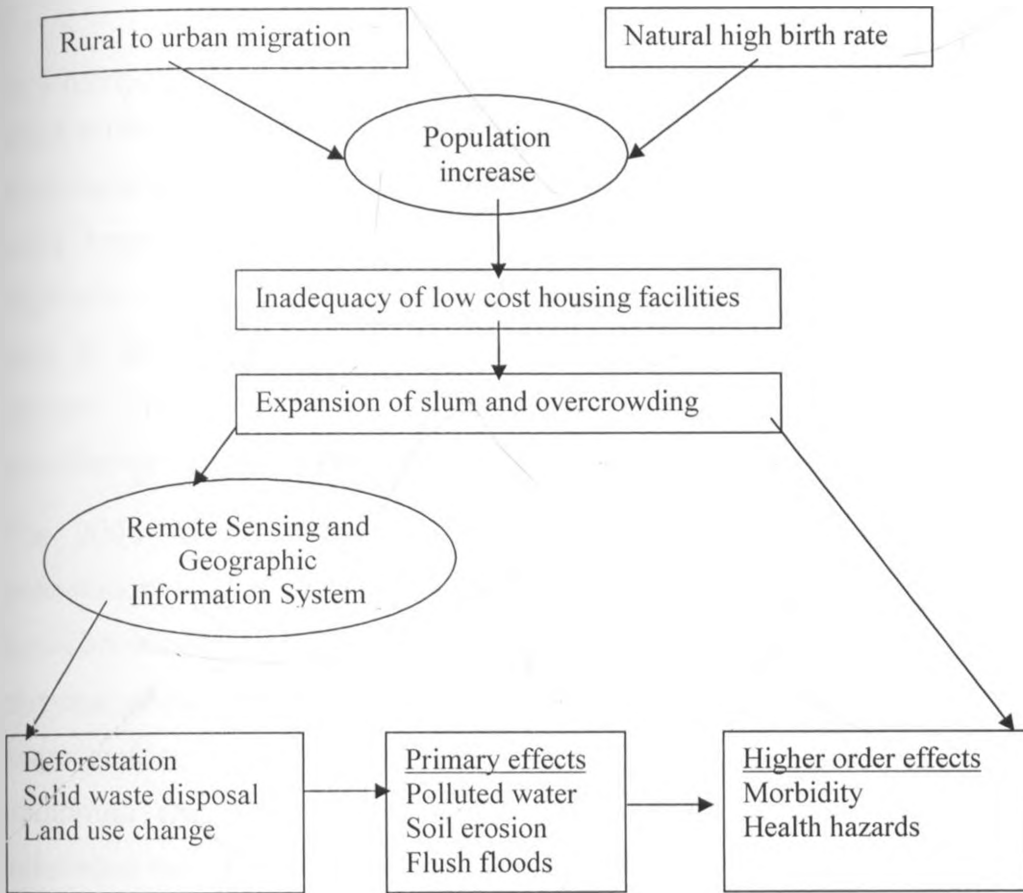 Rural to urban migration
Natural high birth rate
Population
increase
Inadequacy of low cost housing facilities
Expansion of slum and overcrowding
Remote Sensing and
Geographic
Information System
Deforestation
Solid waste disposal
Land use change
Primary effects
Polluted water
Soil erosion
Flush floods
Higher order effects
Morbidity
Health hazards